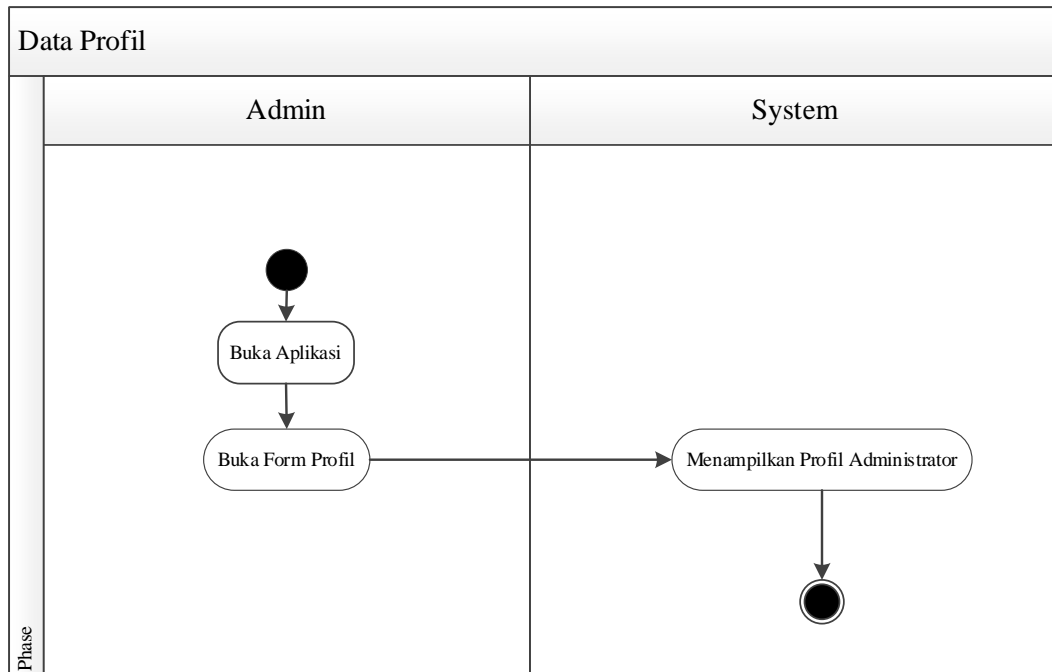 Data Profil
Admin
System
Buka Aplikasi
Buka Form Profil
Menampilkan Profil Administrator
Phase